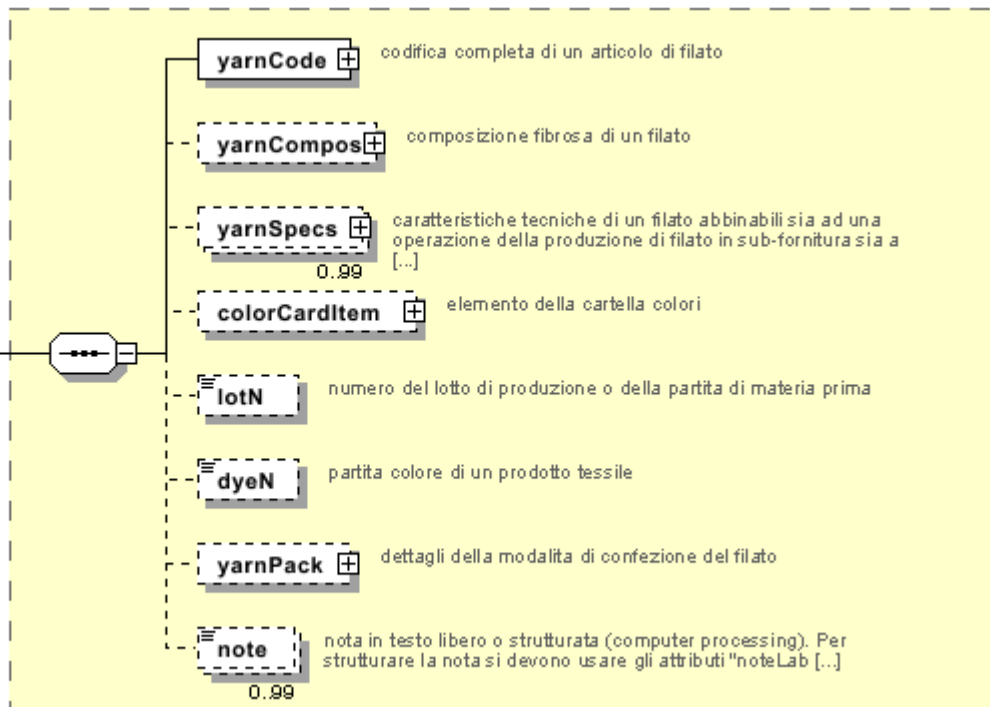 yarnCode
codifica completa di un articolo di filato
yarnCompos
composizione fibrosa di un filato
yarnSpecs
caratteristiche tecniche di un filato abbinabili sia ad una
operazione della produzione di filato in sub-fornitura sia a
[...]
0..99
colorCardItem
elemento della cartella colori
lotN
numero del lotto di produzione o della partita di materia prima
dyeN
partita colore di un prodotto tessile
yarnPack
dettagli della modalita di confezione del filato
note
nota in testo libero o strutturata (computer processing). Per
strutturare la nota si devono usare gli attributi "noteLab [...]
0..99